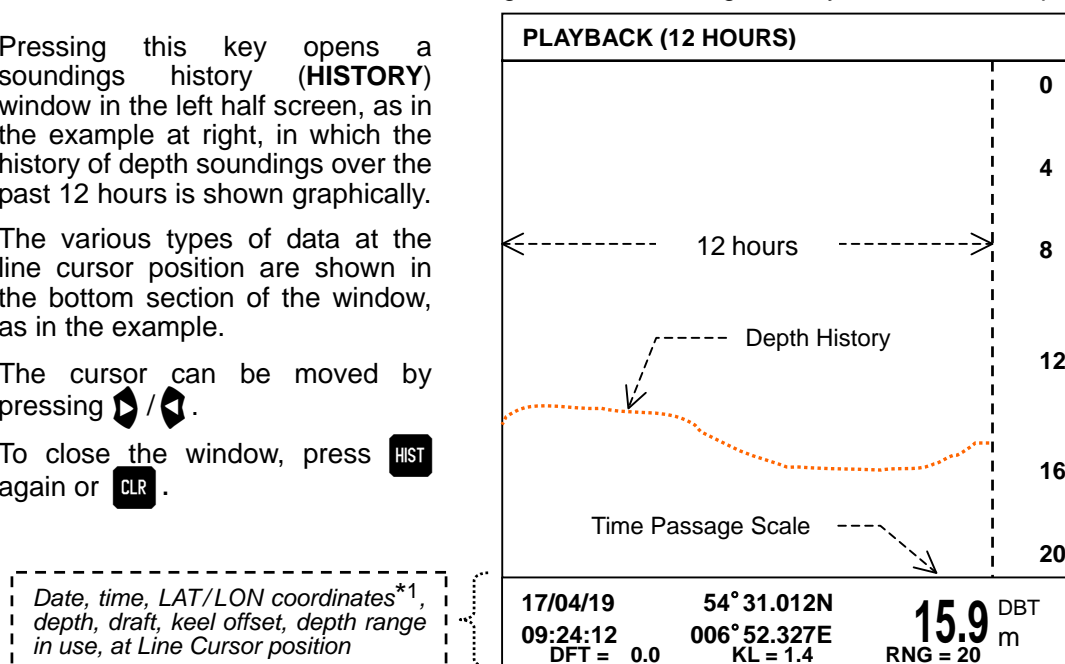 Pressing this key opens a
soundings history (HISTORY)
window in the left half screen, as in
the example at right, in which the
history of depth soundings over the
past 12 hours is shown graphically.
The various types of data at the
line cursor position are shown in
the bottom section of the window,
as in the example.
The cursor can be moved by
pressing / .
To close the window, press HIST
again or CLR .
Date, time, LAT/LON coordinates*1,
depth, draft, keel offset, depth range
in use, at Line Cursor position
PLAYBACK (12 HOURS)
0
4
8
12
16
20
12 hours
Depth History
Time Passage Scale
17/04/19 54°31.012N 15.9 DBT
09:24:12 006°52.327E m
DFT = 0.0 KL = 1.4 RNG = 20